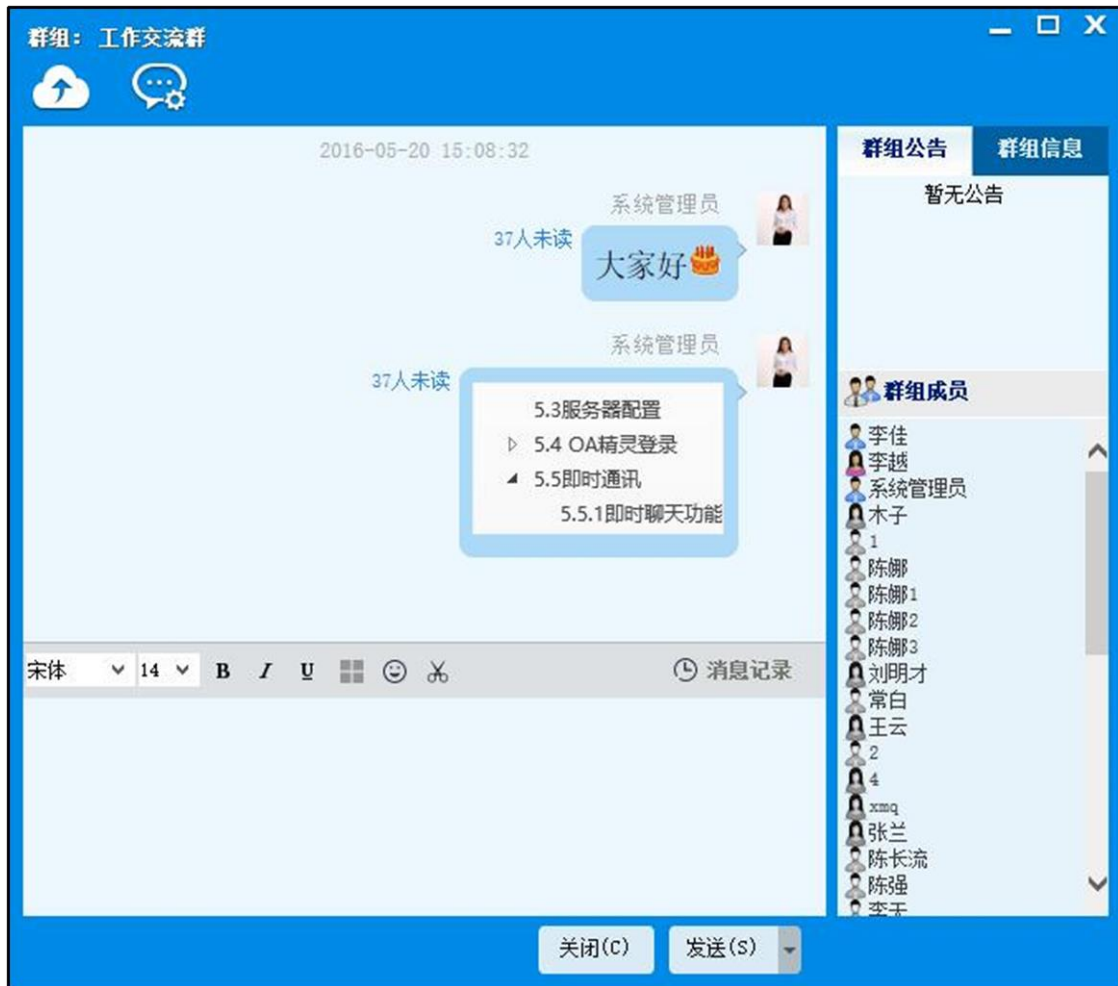 群组: 工作交流群
2016-05-20 15:08:32
系统管理员
37人未读
大家好
系统管理员
37人未读
5.3服务器配置
5.4 OA精灵登录
5.5即时通讯
5.5.1即时聊天功能
宋体 14 B I U 消息记录
关闭(C) 发送(S)
群组公告 群组信息
暂无公告
群组成员
李佳
李越
系统管理员
木子
1
陈娜
陈娜1
陈娜2
陈娜3
刘明才
常白
王云
2
4
xmq
张兰
陈长流
陈强